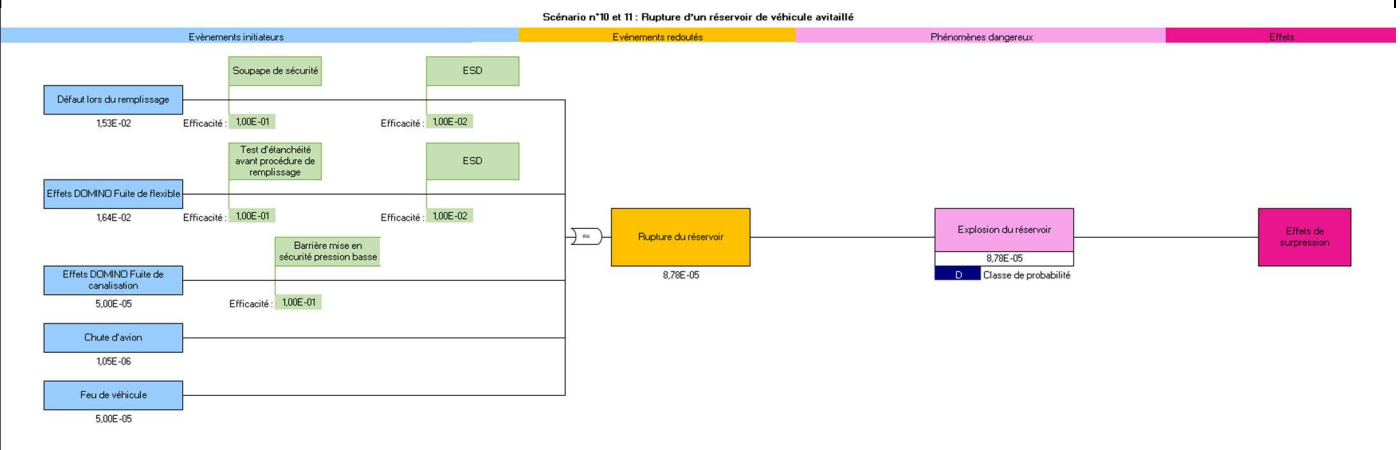 Scénario n°10 et 11 : Rupture d'un réservoir de véhicule avitaillé
Evènements initiateurs
Evénements redoutés
Phénomènes dangereux
Effets
Soupape de sécurité
ESD
Défaut lors du remplissage
1,53E-02
Efficacité :
1,00E-01
Efficacité :
1,00E-02
Test d'étanchéité
avant procédure de
remplissage
ESD
Effets DOMINO Fuite de flexible
1,64E-02
Efficacité :
1,00E-01
Efficacité :
1,00E-02
ou
Rupture du réservoir
8,78E-05
Explosion du réservoir
8,78E-05
D
Classe de probabilité
Effets de
surpression
Barrière mise en
sécurité pression basse
Effets DOMINO Fuite de
canalisation
5,00E-05
Efficacité :
1,00E-01
Chute d'avion
1,05E-06
Feu de véhicule
5,00E-05